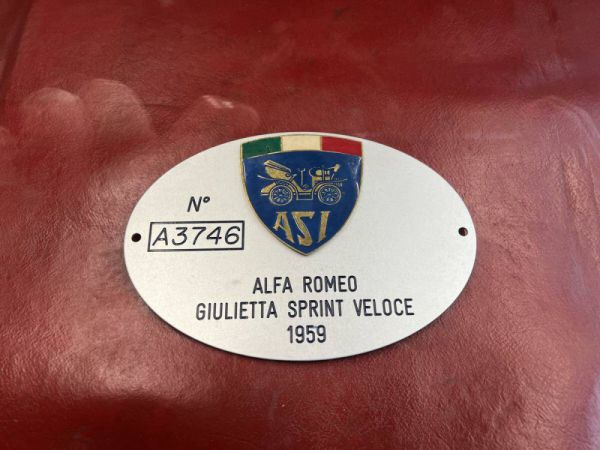 ASI
N°
A3746
ALFA ROMEO
GIULIETTA SPRINT VELOCE
1959